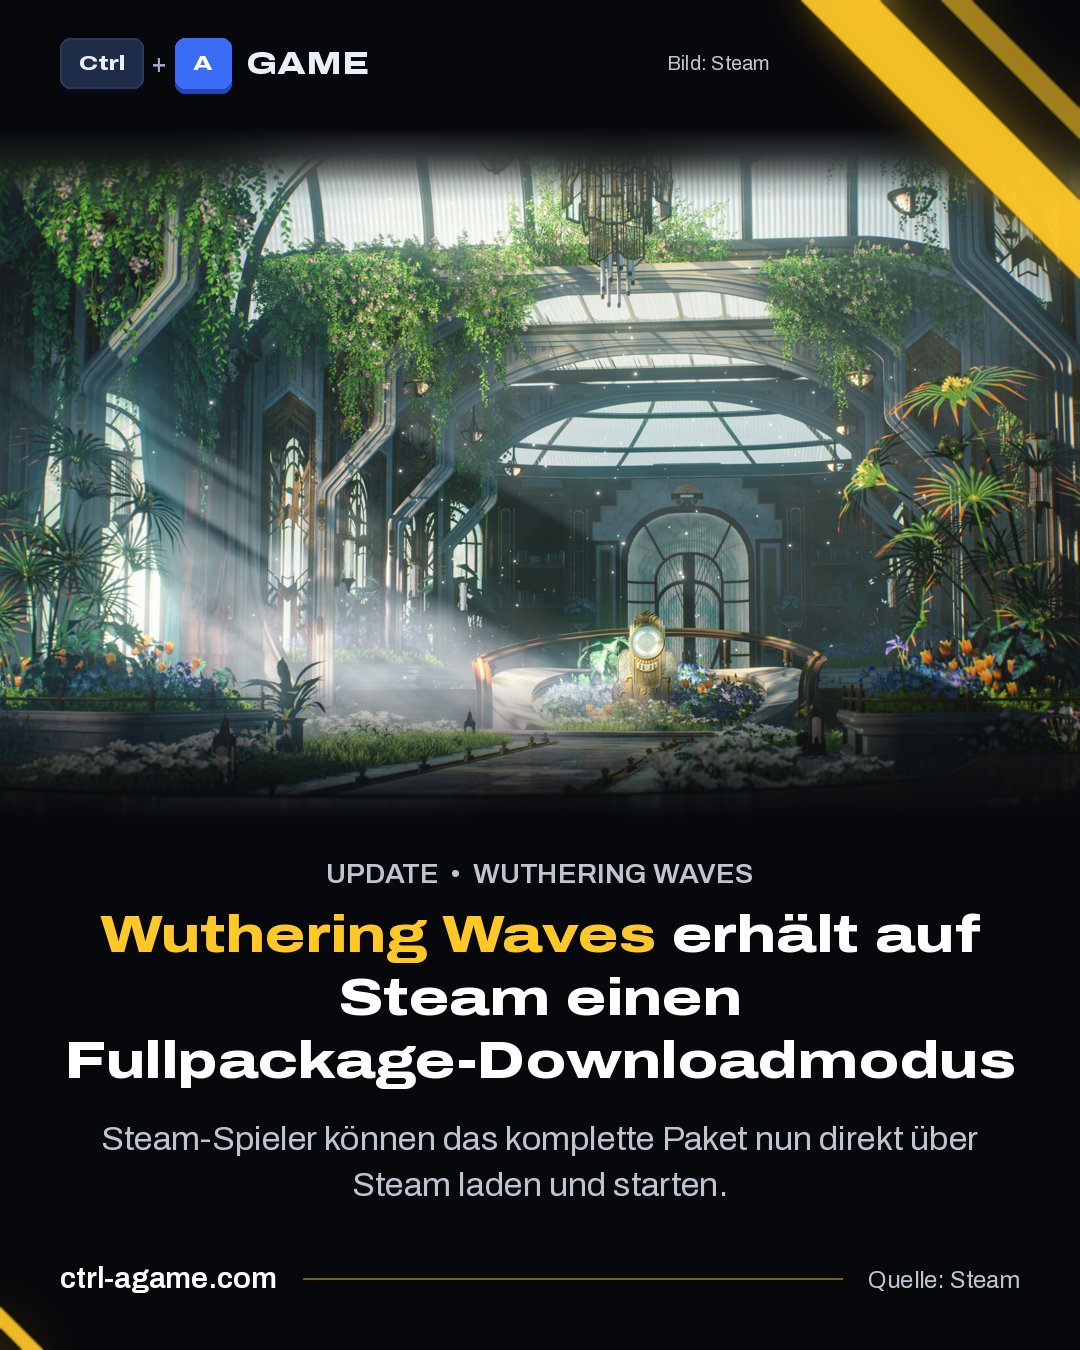 Ctrl + A GAME
Bild: Steam
UPDATE • WUTHERING WAVES
Wuthering Waves erhält auf
Steam einen
Fullpackage-Downloadmodus
Steam-Spieler können das komplette Paket nun direkt über
Steam laden und starten.
ctrl-agame.com
Quelle: Steam